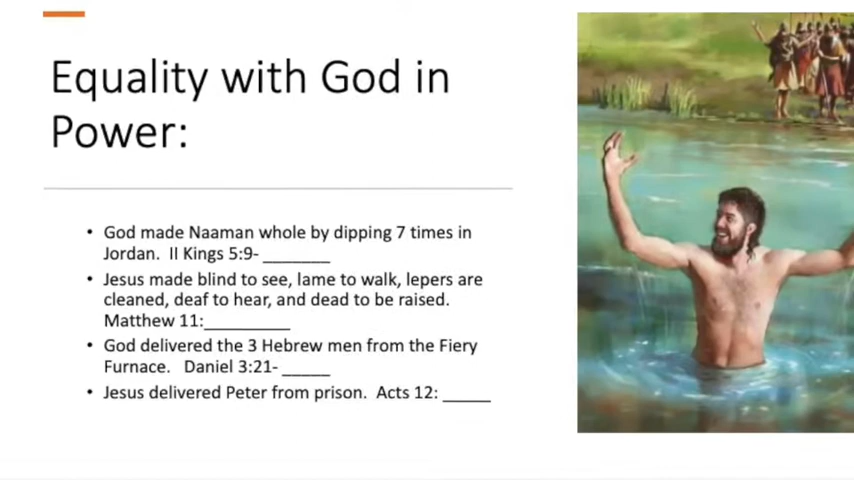 Equality with God in
Power:
• God made Naaman whole by dipping 7 times in
Jordan. II Kings 5:9- _______
• Jesus made blind to see, lame to walk, lepers are
cleaned, deaf to hear, and dead to be raised.
Matthew 11:_________
• God delivered the 3 Hebrew men from the Fiery
Furnace. Daniel 3:21- _____
• Jesus delivered Peter from prison. Acts 12: _____